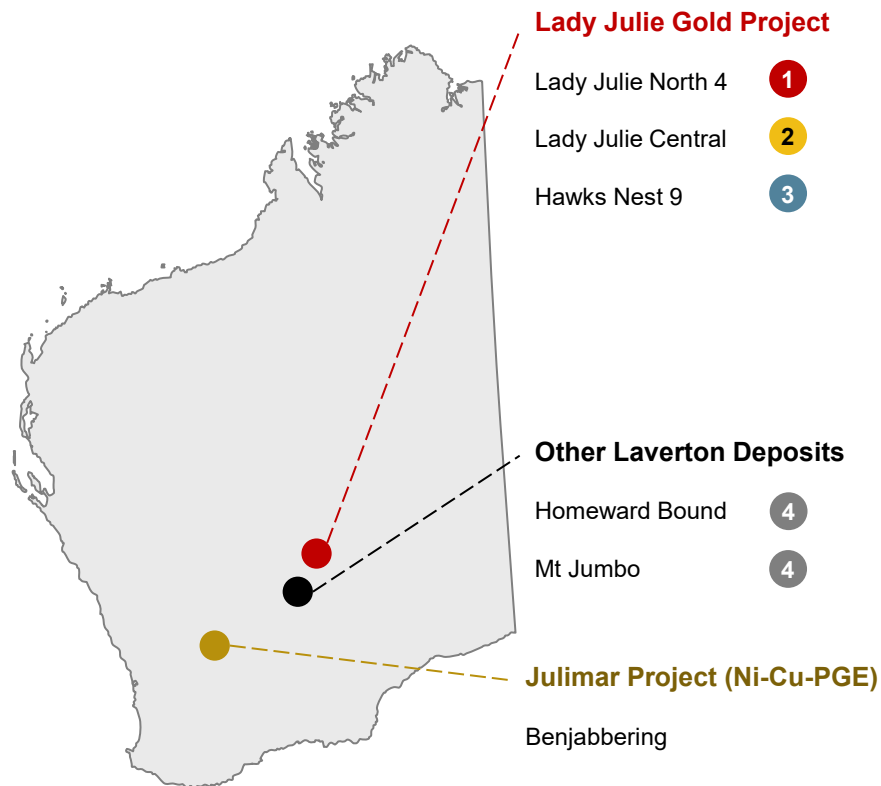 Lady Julie Gold Project
Lady Julie North 4 1
Lady Julie Central 2
Hawks Nest 9 3
Other Laverton Deposits
Homeward Bound 4
Mt Jumbo 4
Julimar Project (Ni-Cu-PGE)
Benjabbering